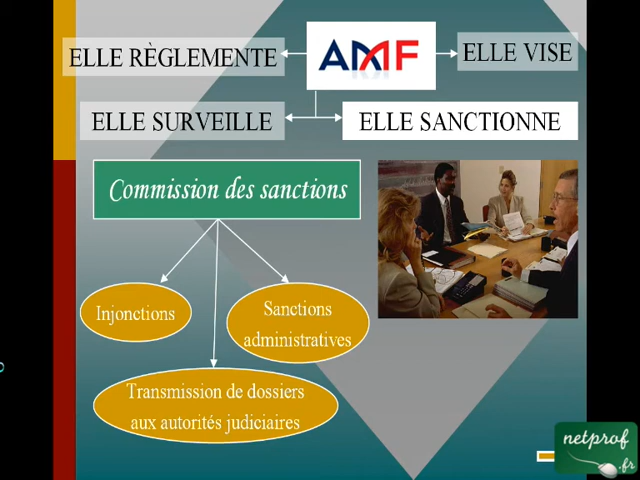 AMF
ELLE RÈGLEMENTE
ELLE VISE
ELLE SURVEILLE
ELLE SANCTIONNE
Commission des sanctions
Injonctions
Sanctions
administratives
Transmission de dossiers
aux autorités judiciaires
netprof
.fr